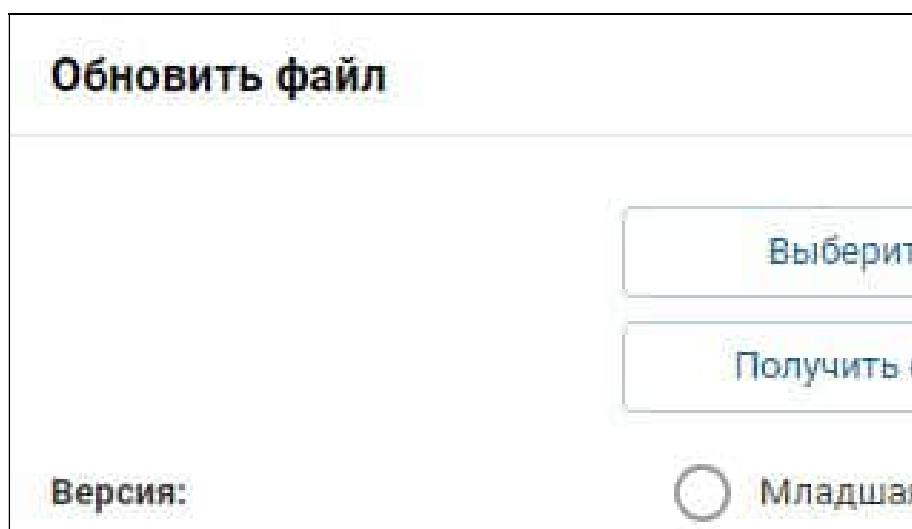 Обновить файл
Выберит
Получить
Версия:
Младша